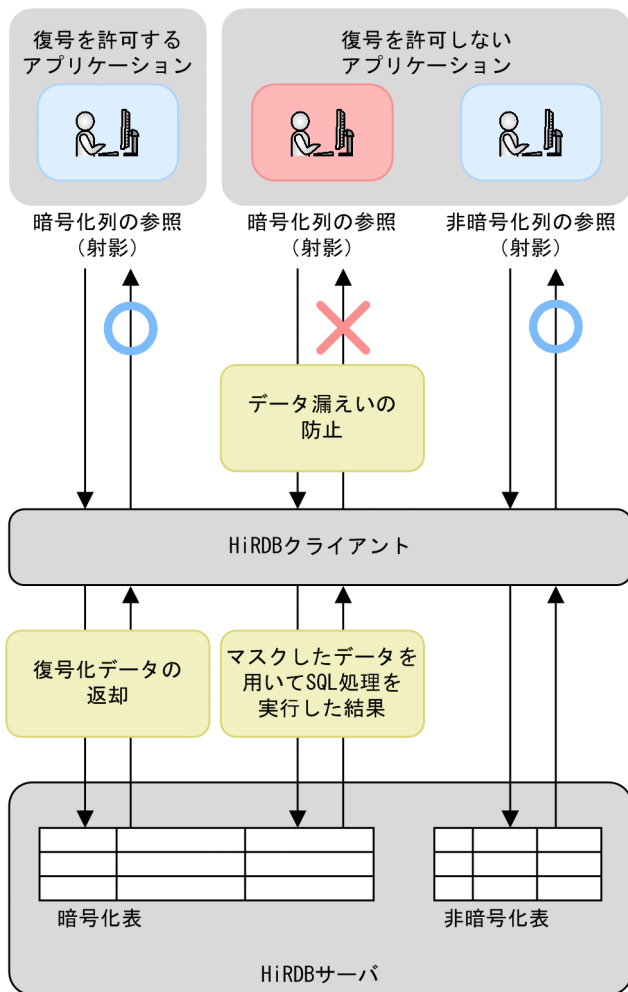 復号を許可する
アプリケーション
復号を許可しない
アプリケーション
暗号化列の参照
（射影）
暗号化列の参照
（射影）
非暗号化列の参照
（射影）
データ漏えいの
防止
HiRDBクライアント
復号化データの
返却
マスクしたデータを
用いてSQL処理を
実行した結果
暗号化表
非暗号化表
HiRDBサーバ